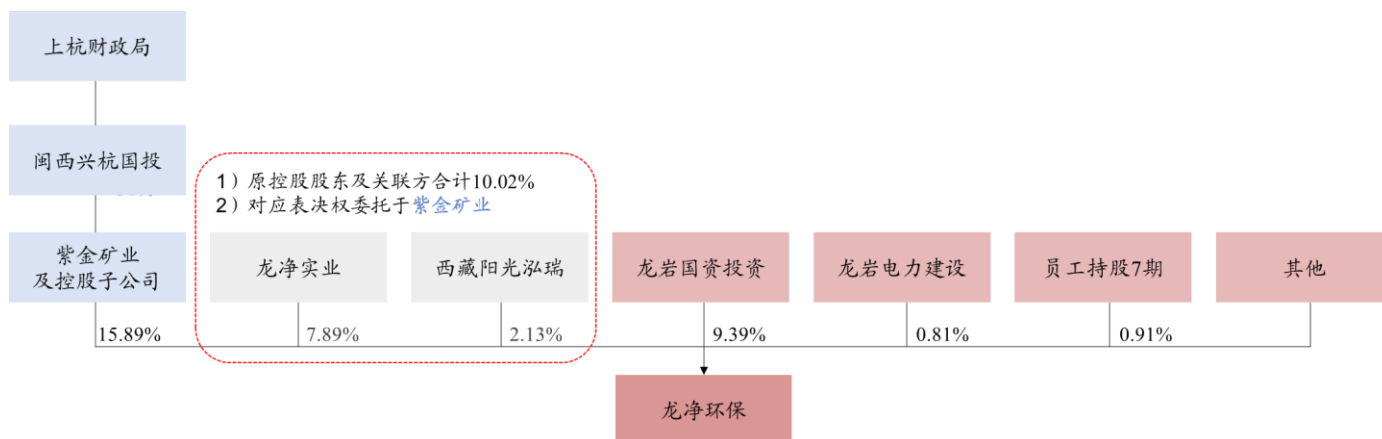 上杭财政局
闽西兴杭国投
1）原控股股东及关联方合计10.02%
2）对应表决权委托于紫金矿业
紫金矿业
及控股子公司
龙净实业
西藏阳光泓瑞
龙岩国资投资
龙岩电力建设
员工持股7期
其他
15.89%
7.89%
2.13%
9.39%
0.81%
0.91%
龙净环保